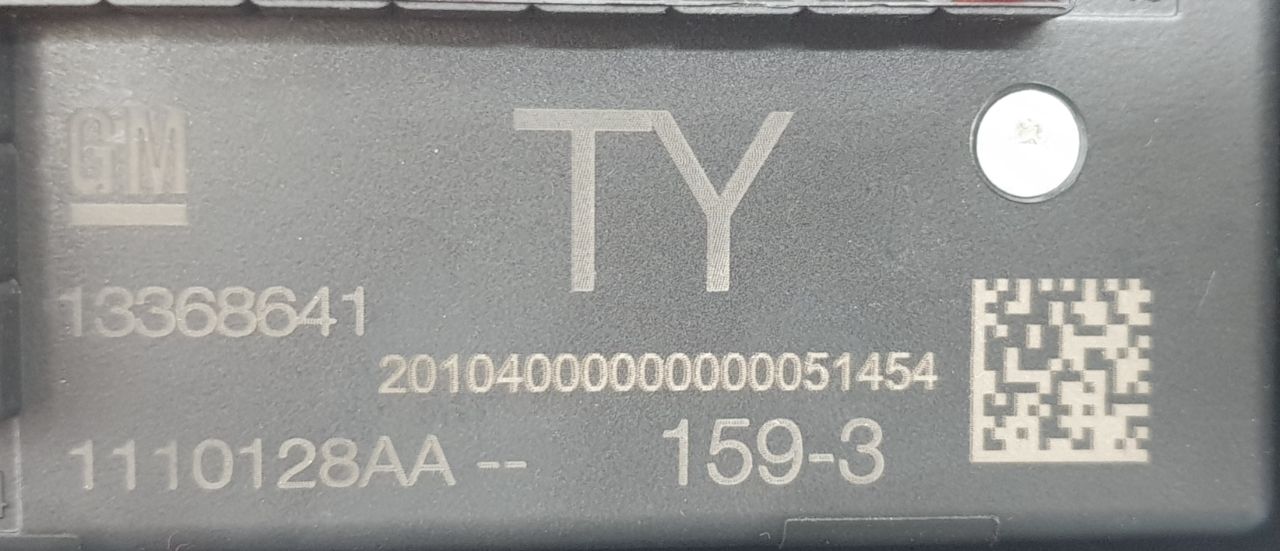 GM
TY
13368641
20104000000000051454
1110128AA --
159-3